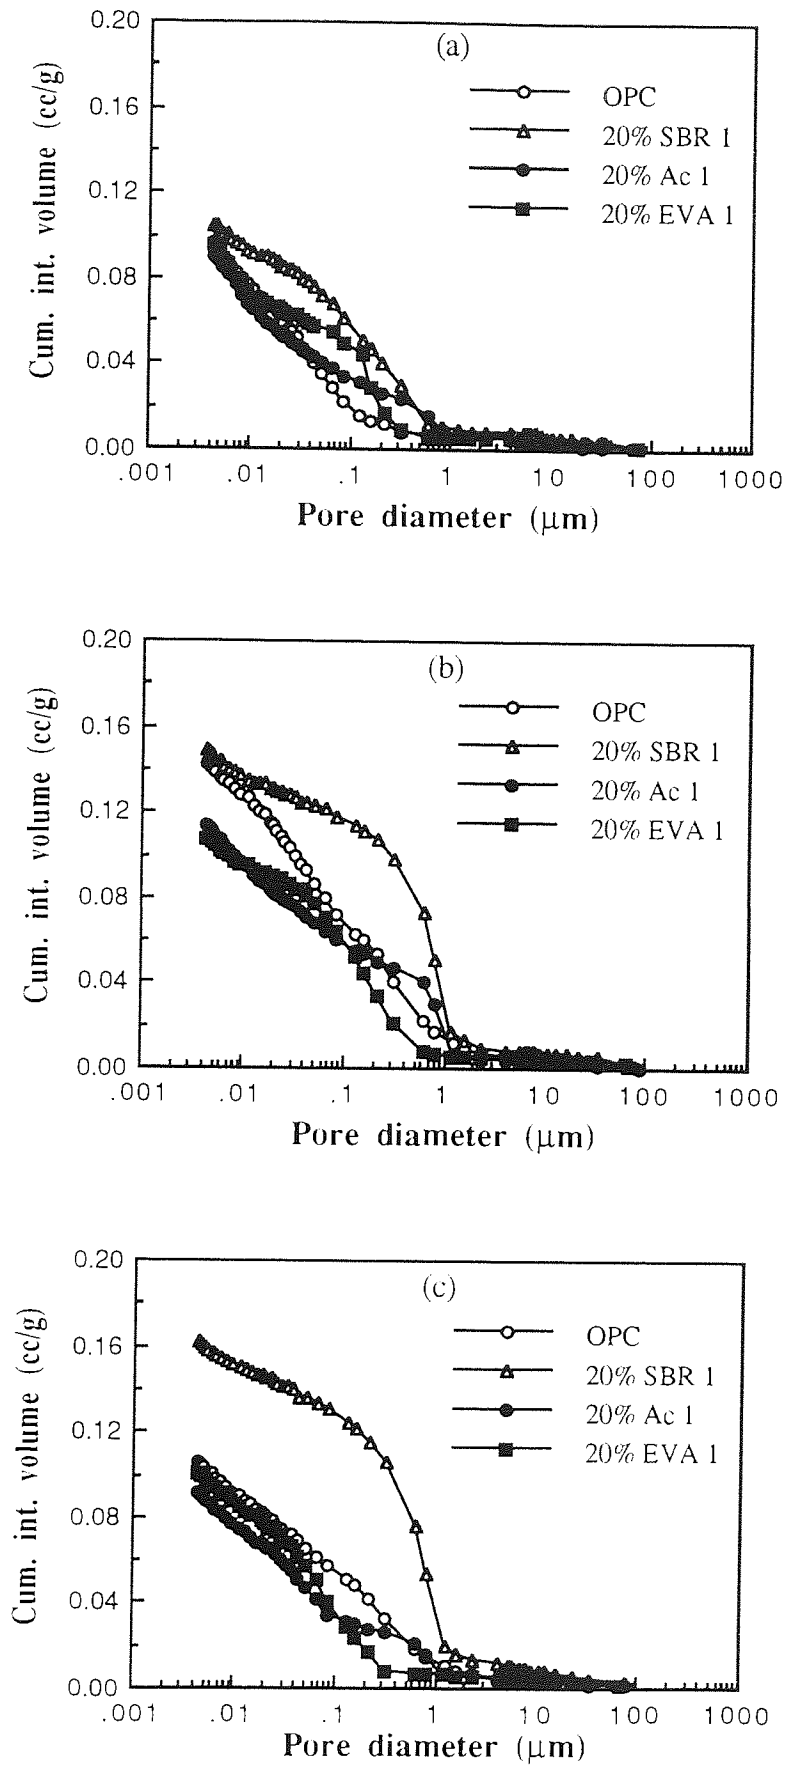 (a)
Cum. int. volume (cc/g)
0.20
0.16
0.12
0.08
0.04
0.00
OPC
20% SBR 1
20% Ac 1
20% EVA 1
.001 .01 .1 1 10 100 1000
Pore diameter (µm)
(b)
Cum. int. volume (cc/g)
0.20
0.16
0.12
0.08
0.04
0.00
OPC
20% SBR 1
20% Ac 1
20% EVA 1
.001 .01 .1 1 10 100 1000
Pore diameter (µm)
(c)
Cum. int. volume (cc/g)
0.20
0.16
0.12
0.08
0.04
0.00
OPC
20% SBR 1
20% Ac 1
20% EVA 1
.001 .01 .1 1 10 100 1000
Pore diameter (µm)